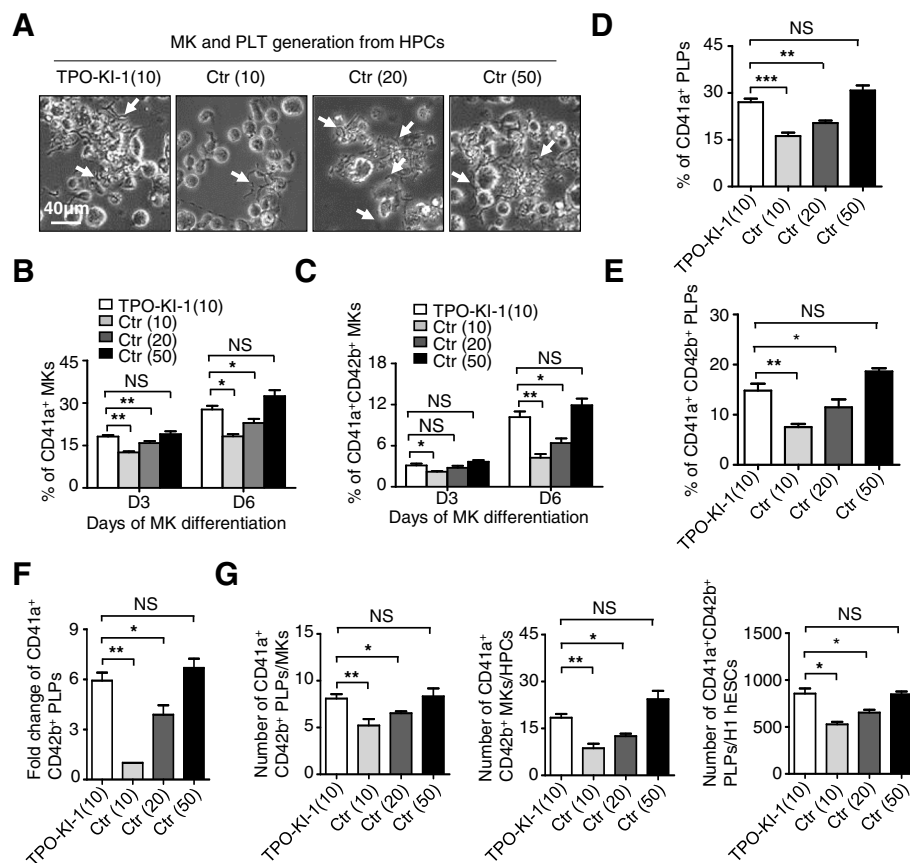 A
MK and PLT generation from HPCs
TPO-KI-1(10) Ctr (10) Ctr (20) Ctr (50)
40μm
B
TPO-KI-1(10)
Ctr (10)
Ctr (20)
Ctr (50)
% of CD41a⁺ MKs
45
30
15
0
NS
**
**
NS
*
*
D3 D6
Days of MK differentiation
C
TPO-KI-1(10)
Ctr (10)
Ctr (20)
Ctr (50)
% of CD41a⁺CD42b⁺ MKs
18
12
6
0
NS
NS
*
NS
*
**
D3 D6
Days of MK differentiation
D
% of CD41a⁺ PLPs
45
30
15
0
NS
**
***
TPO-KI-1(10) Ctr (10) Ctr (20) Ctr (50)
E
% of CD41a⁺ CD42b⁺ PLPs
30
20
10
0
NS
*
**
TPO-KI-1(10) Ctr (10) Ctr (20) Ctr (50)
F
Fold change of CD41a⁺
CD42b⁺ PLPs
9
6
3
0
NS
*
**
TPO-KI-1(10) Ctr (10) Ctr (20) Ctr (50)
G
Number of CD41a⁺
CD42b⁺ PLPs/MKs
15
10
5
0
NS
*
**
TPO-KI-1(10) Ctr (10) Ctr (20) Ctr (50)
Number of CD41a⁺
CD42b⁺ MKs/HPCs
45
30
15
0
NS
*
**
TPO-KI-1(10) Ctr (10) Ctr (20) Ctr (50)
Number of CD41a⁺CD42b⁺
PLPs/H1 hESCs
1500
1000
500
0
NS
*
*
TPO-KI-1(10) Ctr (10) Ctr (20) Ctr (50)